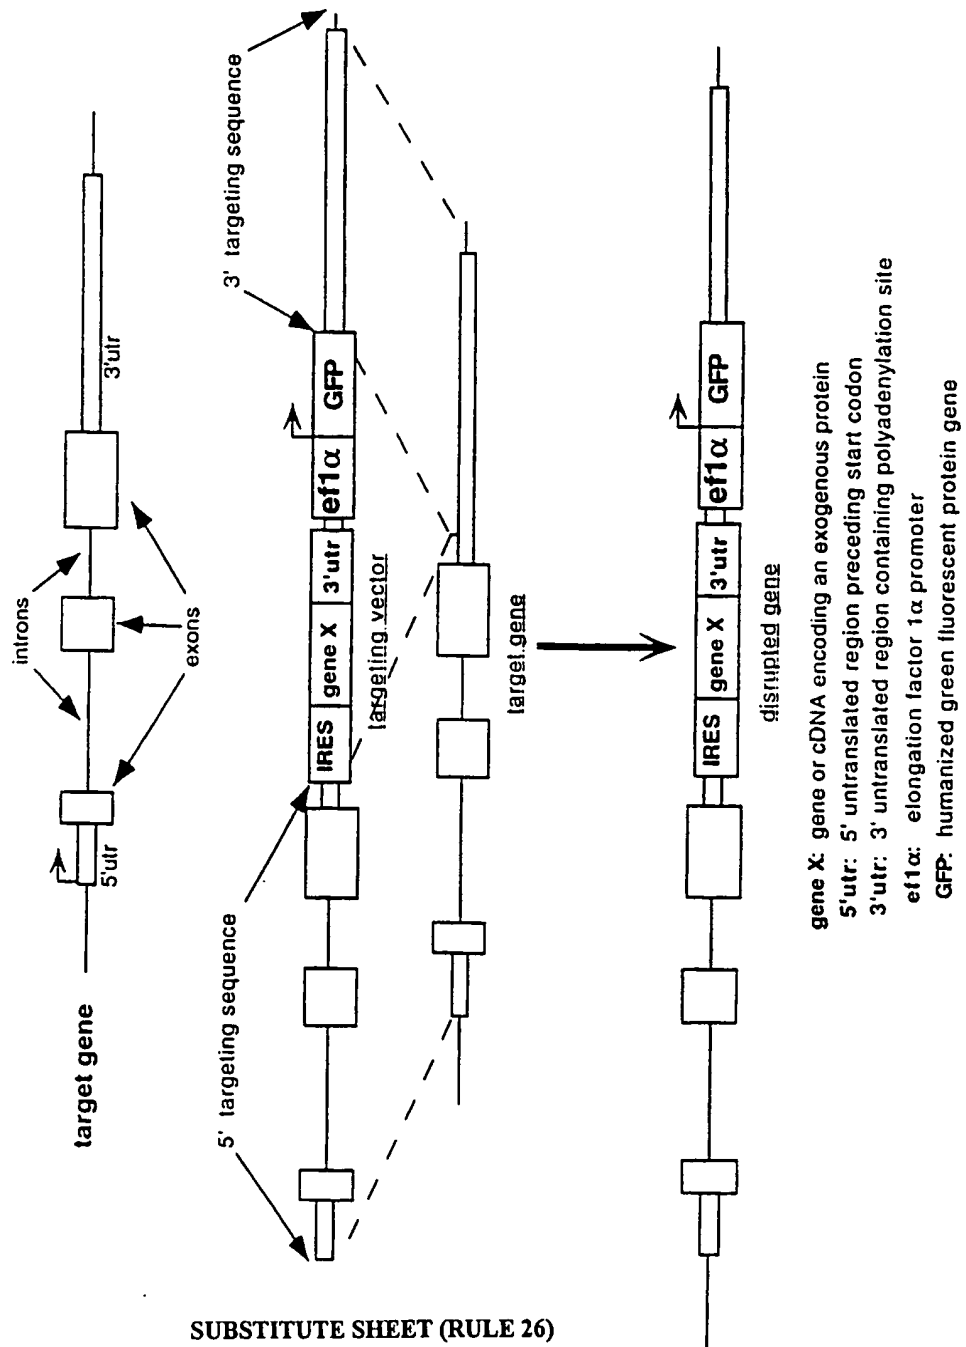 target gene
5'utr
introns
exons
3'utr
5' targeting sequence
3' targeting sequence
IRES
gene X
3'utr
ef1α
GFP
targeting vector
target gene
IRES
gene X
3'utr
ef1α
GFP
disrupted gene
gene X: gene or cDNA encoding an exogenous protein
5'utr: 5' untranslated region preceding start codon
3'utr: 3' untranslated region containing polyadenylation site
ef1α: elongation factor 1α promoter
GFP: humanized green fluorescent protein gene
SUBSTITUTE SHEET (RULE 26)